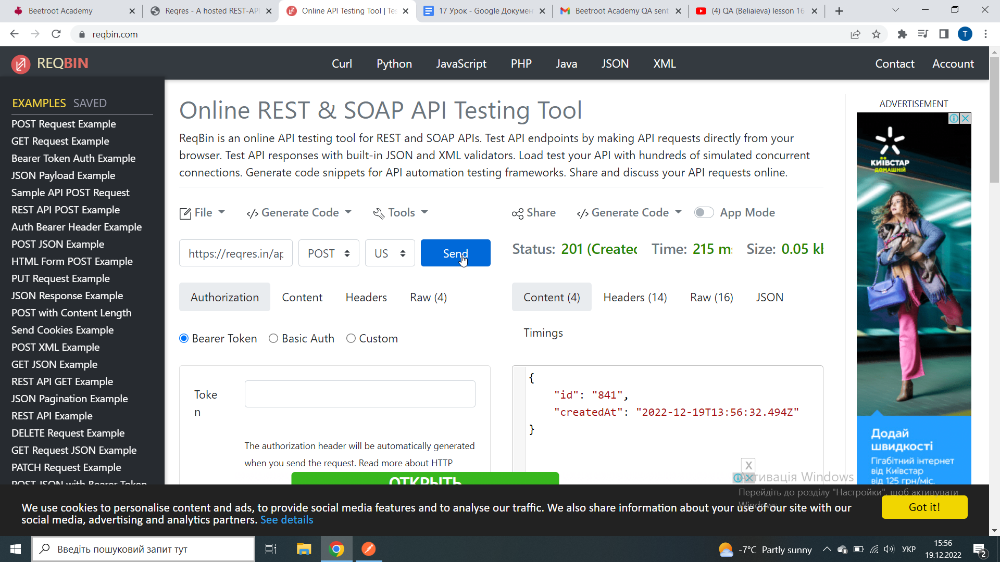 Beetroot Academy
Reqres - A hosted REST-API
Online API Testing Tool | Tes
17 Урок - Google Докумен
Beetroot Academy QA sent
(4) QA (Beliaieva) lesson 16
reqbin.com
T
REQBIN
Curl
Python
JavaScript
PHP
Java
JSON
XML
Contact
Account
EXAMPLES
SAVED
POST Request Example
GET Request Example
Bearer Token Auth Example
JSON Payload Example
Sample API POST Request
REST API POST Example
Auth Bearer Header Example
POST JSON Example
HTML Form POST Example
PUT Request Example
JSON Response Example
POST with Content Length
Send Cookies Example
POST XML Example
GET JSON Example
REST API GET Example
JSON Pagination Example
REST API Example
DELETE Request Example
GET Request JSON Example
PATCH Request Example
POST JSON with Bearer Token
Online REST & SOAP API Testing Tool
ReqBin is an online API testing tool for REST and SOAP APIs. Test API endpoints by making API requests directly from your
browser. Test API responses with built-in JSON and XML validators. Load test your API with hundreds of simulated concurrent
connections. Generate code snippets for API automation testing frameworks. Share and discuss your API requests online.
File
</> Generate Code
Tools
Share
</> Generate Code
App Mode
https://reqres.in/ap
POST
US
Send
Status: 201 (Created
Time: 215 ms
Size: 0.05 kb
Authorization
Content
Headers
Raw (4)
Content (4)
Headers (14)
Raw (16)
JSON
Timings
Bearer Token
Basic Auth
Custom
Toke
n
The authorization header will be automatically generated
when you send the request. Read more about HTTP
{
"id": "841",
"createdAt": "2022-12-19T13:56:32.494Z"
}
ОТКРЫТЬ
X
ADVERTISEMENT
КИЇВСТАР
ДОМАШНІЙ
Додай
швидкості
Гігабітний інтернет
від Київстар
від 125 грн/міс.
Активація Windows
Перейдіть до розділу "Настройки", щоб активувати
Windows.
We use cookies to personalise content and ads, to provide social media features and to analyse our traffic. We also share information about your use of our site with our
social media, advertising and analytics partners. See details
Got it!
Введіть пошуковий запит тут
-7°C Partly sunny
УКР
15:56
19.12.2022
2